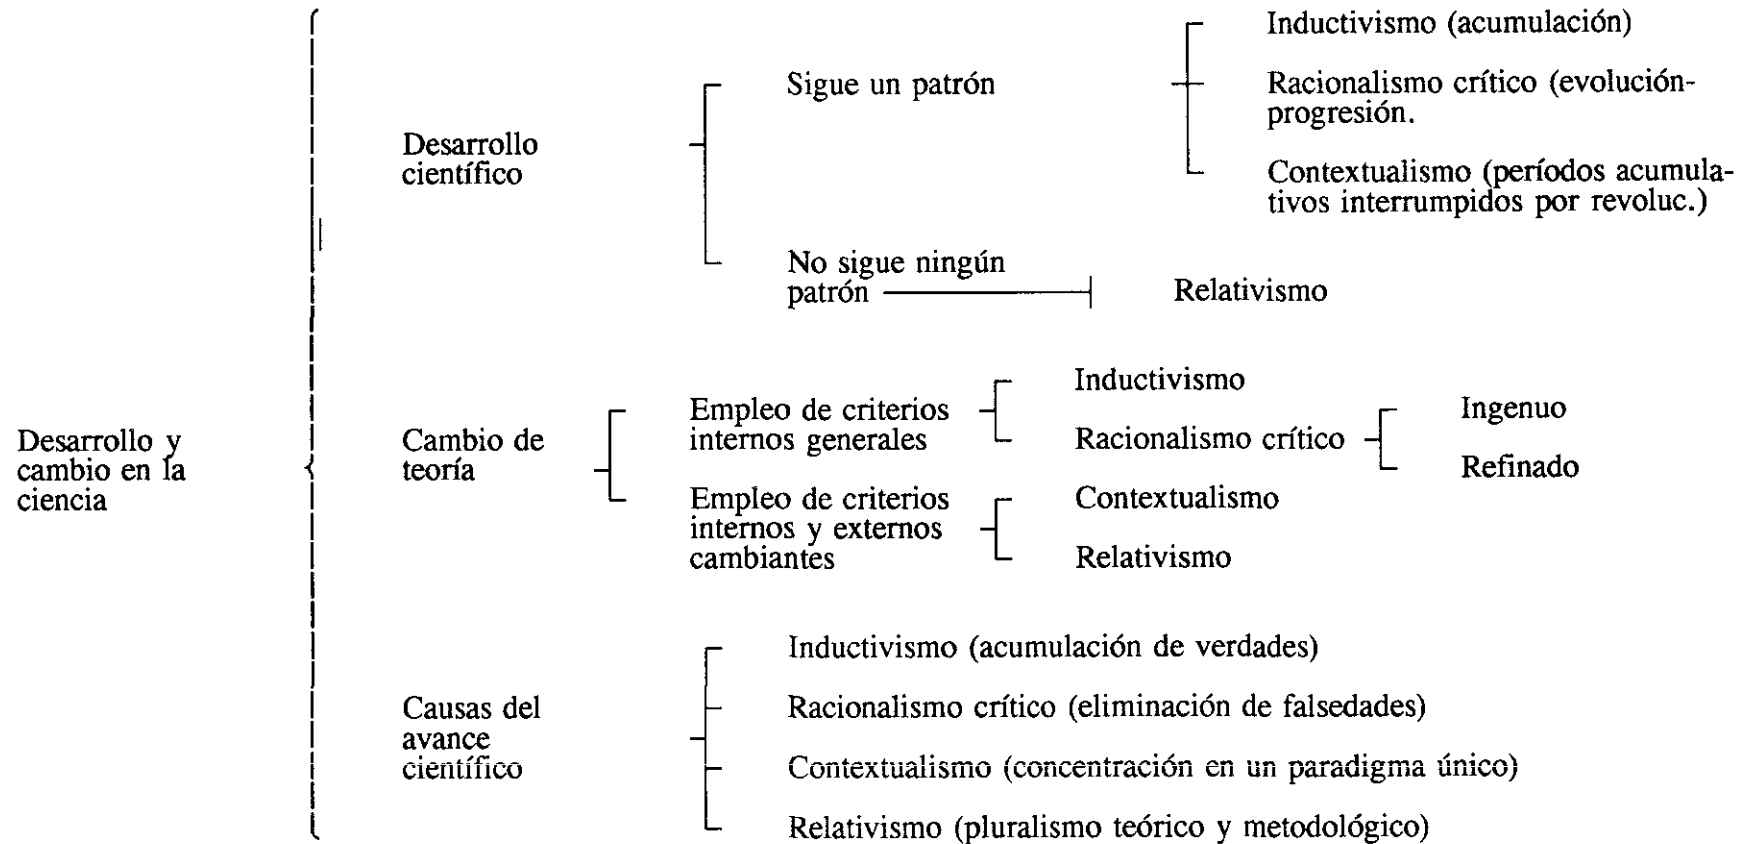 Desarrollo y
cambio en la
ciencia
Desarrollo
científico
Sigue un patrón
Inductivismo (acumulación)
Racionalismo crítico (evolución-
progresión.
Contextualismo (períodos acumula-
tivos interrumpidos por revoluc.)
No sigue ningún
patrón
Relativismo
Cambio de
teoría
Empleo de criterios
internos generales
Inductivismo
Racionalismo crítico
Ingenuo
Refinado
Empleo de criterios
internos y externos
cambiantes
Contextualismo
Relativismo
Causas del
avance
científico
Inductivismo (acumulación de verdades)
Racionalismo crítico (eliminación de falsedades)
Contextualismo (concentración en un paradigma único)
Relativismo (pluralismo teórico y metodológico)